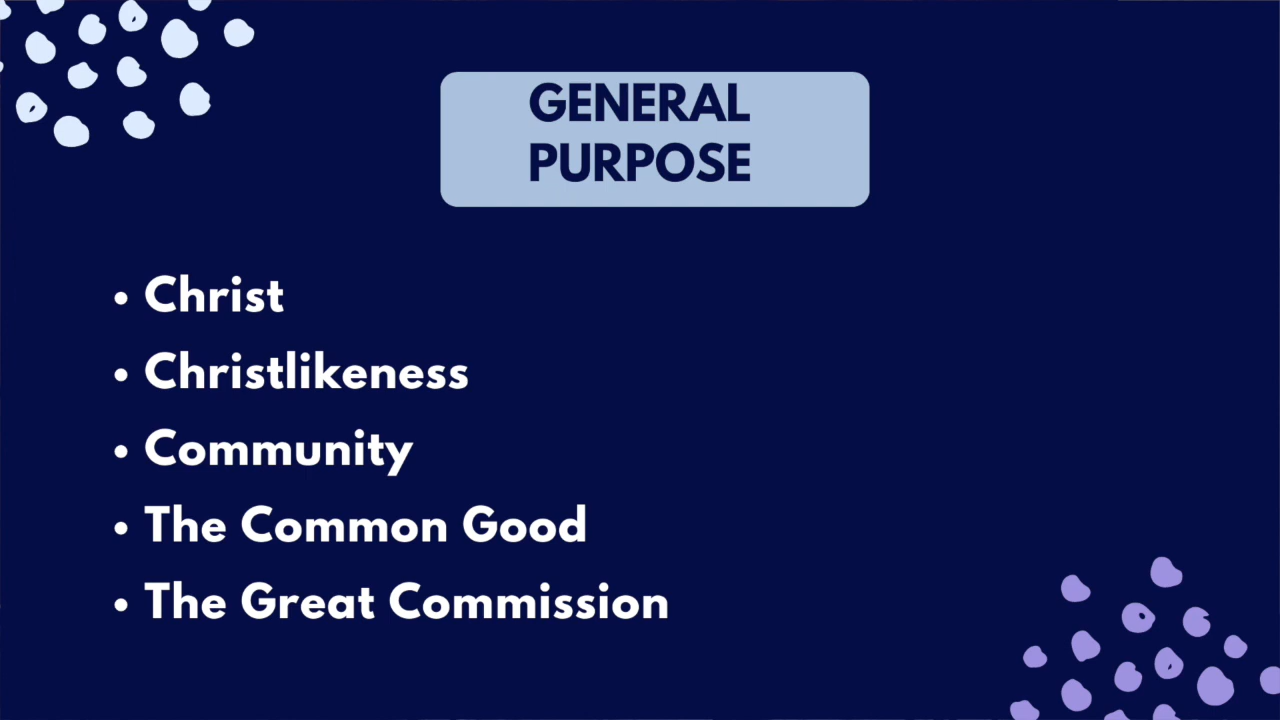 GENERAL
PURPOSE
• Christ
• Christlikeness
• Community
• The Common Good
• The Great Commission